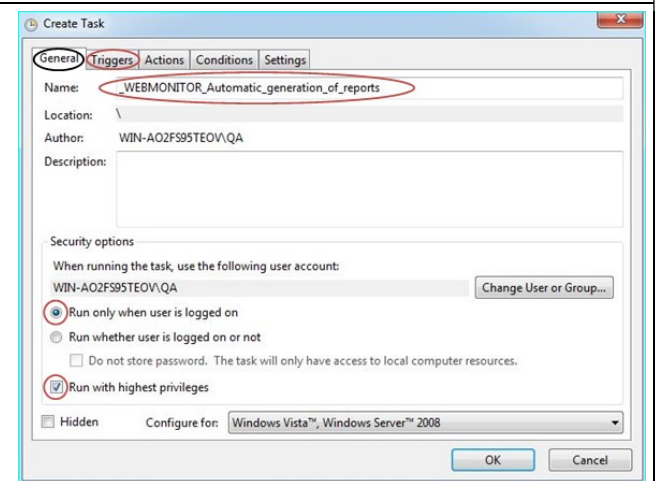 Create Task
General Triggers Actions Conditions Settings
Name: _WEBMONITOR_Automatic_generation_of_reports
Location: \
Author: WIN-AO2FS95TEOV\QA
Description:
Security options
When running the task, use the following user account:
WIN-AO2FS95TEOV\QA Change User or Group...
Run only when user is logged on
Run whether user is logged on or not
Do not store password. The task will only have access to local computer resources.
Run with highest privileges
Hidden Configure for: Windows Vista™, Windows Server™ 2008
OK Cancel